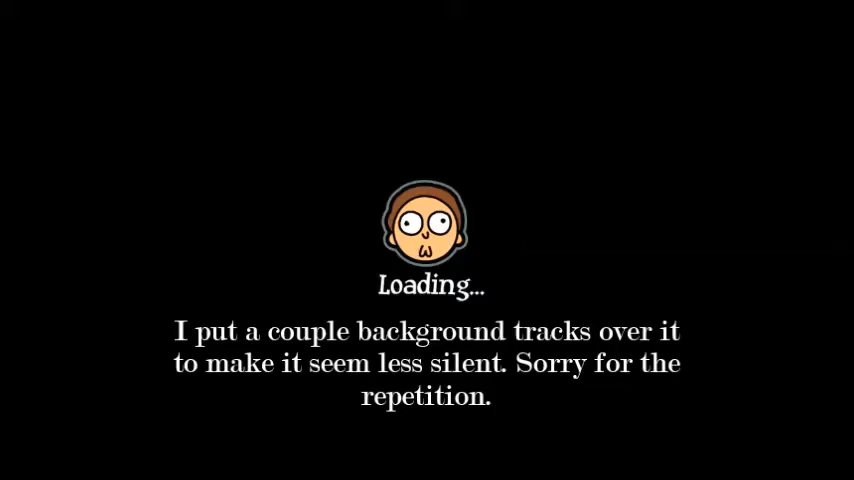 Loading...
I put a couple background tracks over it
to make it seem less silent. Sorry for the
repetition.